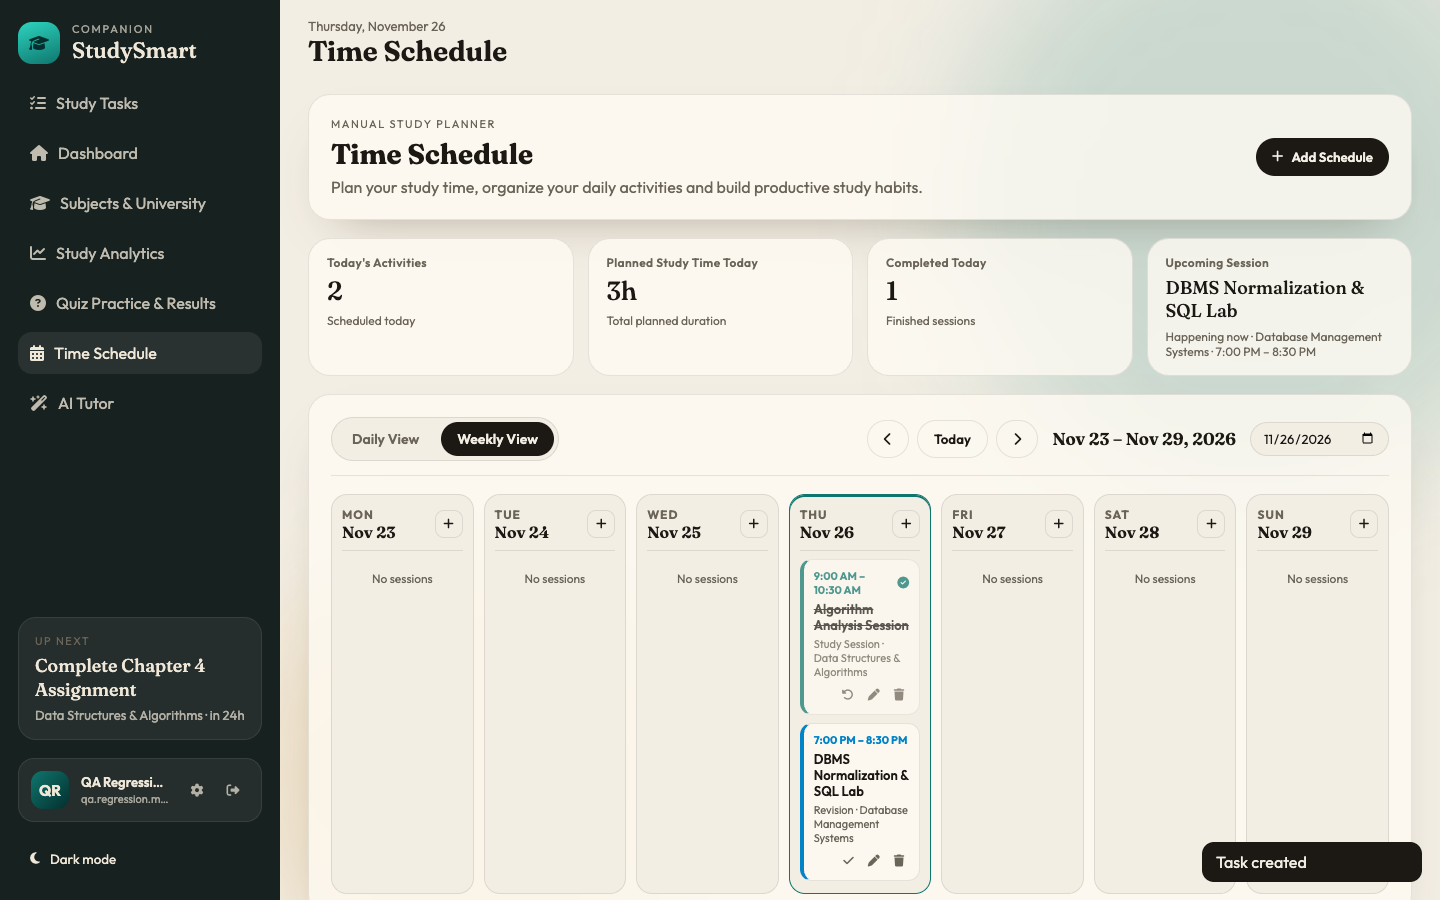 COMPANION
StudySmart
Study Tasks
Dashboard
Subjects & University
Study Analytics
Quiz Practice & Results
Time Schedule
AI Tutor
UP NEXT
Complete Chapter 4
Assignment
Data Structures & Algorithms · in 24h
QR
QA Regressi...
qa.regression.m...
Dark mode
Thursday, November 26
Time Schedule
MANUAL STUDY PLANNER
Time Schedule
Plan your study time, organize your daily activities and build productive study habits.
Add Schedule
Today's Activities
2
Scheduled today
Planned Study Time Today
3h
Total planned duration
Completed Today
1
Finished sessions
Upcoming Session
DBMS Normalization &
SQL Lab
Happening now · Database Management
Systems · 7:00 PM – 8:30 PM
Daily View
Weekly View
Today
Nov 23 – Nov 29, 2026
11/26/2026
MON
Nov 23
No sessions
TUE
Nov 24
No sessions
WED
Nov 25
No sessions
THU
Nov 26
9:00 AM –
10:30 AM
Algorithm
Analysis Session
Study Session ·
Data Structures &
Algorithms
7:00 PM – 8:30 PM
DBMS
Normalization &
SQL Lab
Revision · Database
Management
Systems
FRI
Nov 27
No sessions
SAT
Nov 28
No sessions
SUN
Nov 29
No sessions
Task created